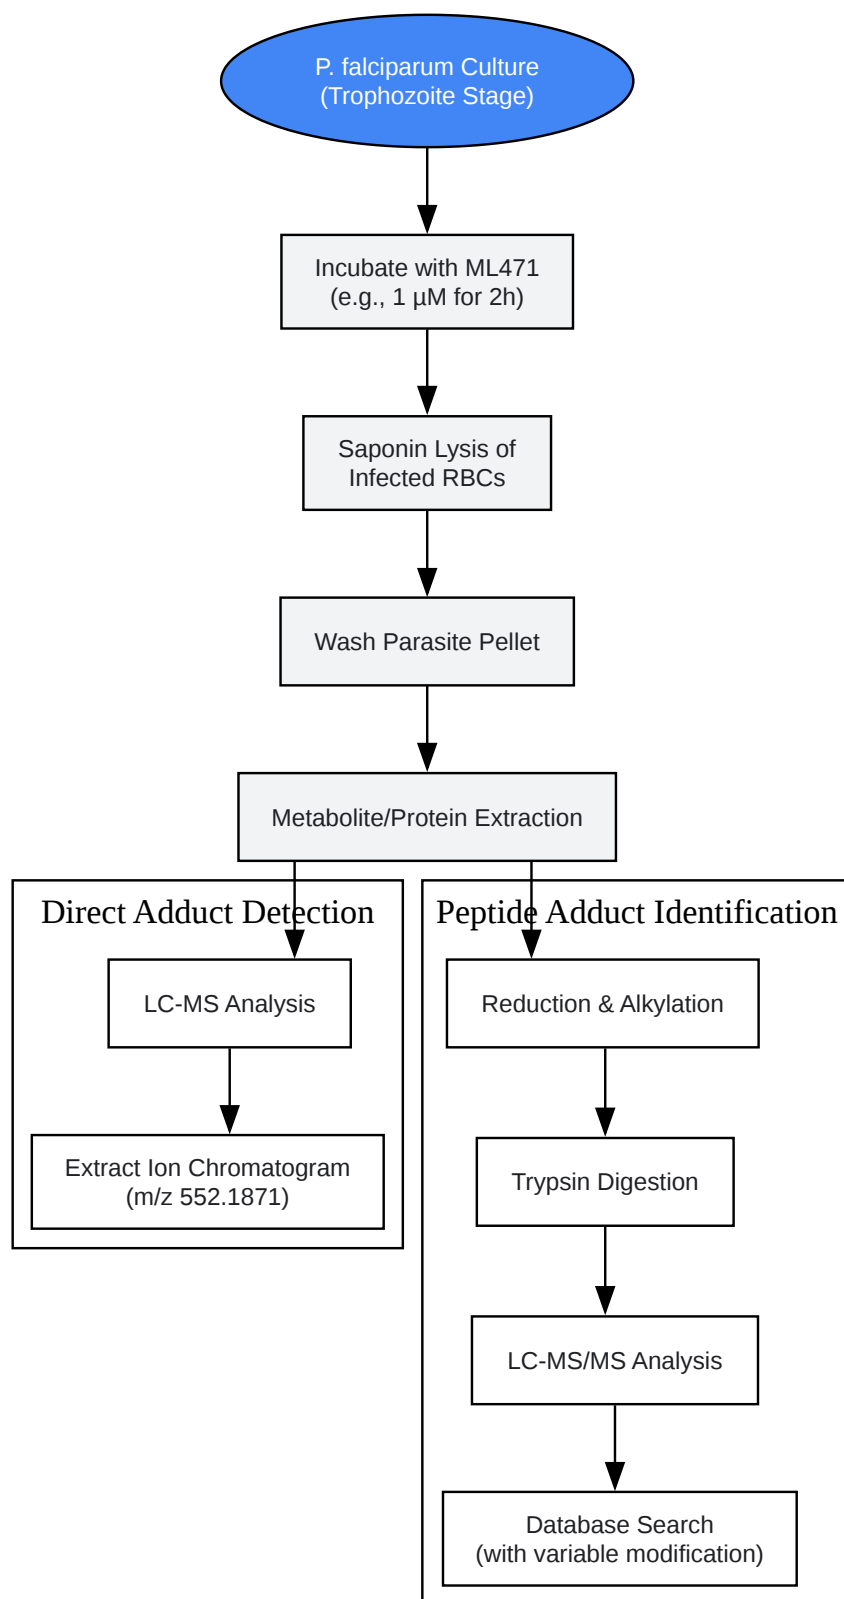 P. falciparum Culture
(Trophozoite Stage)
Incubate with ML471
(e.g., 1 µM for 2h)
Saponin Lysis of
Infected RBCs
Wash Parasite Pellet
Metabolite/Protein Extraction
Direct Adduct Detection
LC-MS Analysis
Extract Ion Chromatogram
(m/z 552.1871)
Peptide Adduct Identification
Reduction & Alkylation
Trypsin Digestion
LC-MS/MS Analysis
Database Search
(with variable modification)